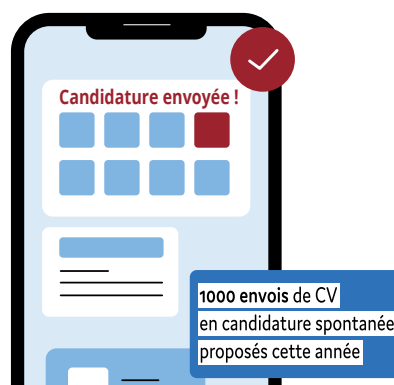 Candidature envoyée !
1000 envois de CV
en candidature spontanée
proposés cette année